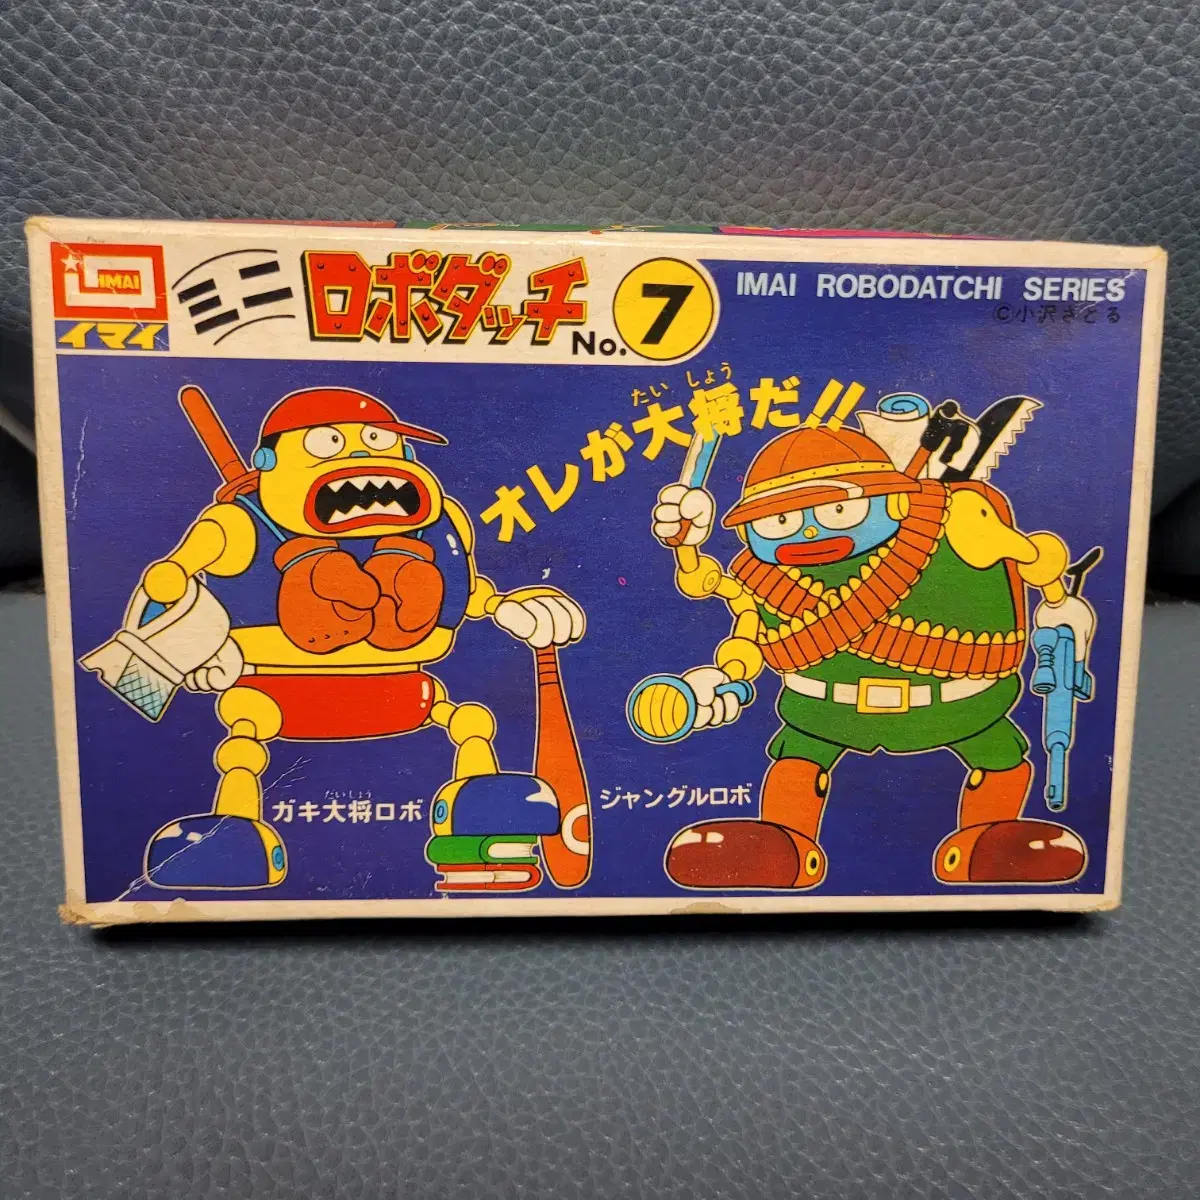 IMAI
イマイ
ミニ
ロボダッチ
No. 7
IMAI ROBODATCHI SERIES
©小沢さとる
たいしょう
オレが大将だ!!
だいしょう
ガキ大将ロボ
ジャングルロボ